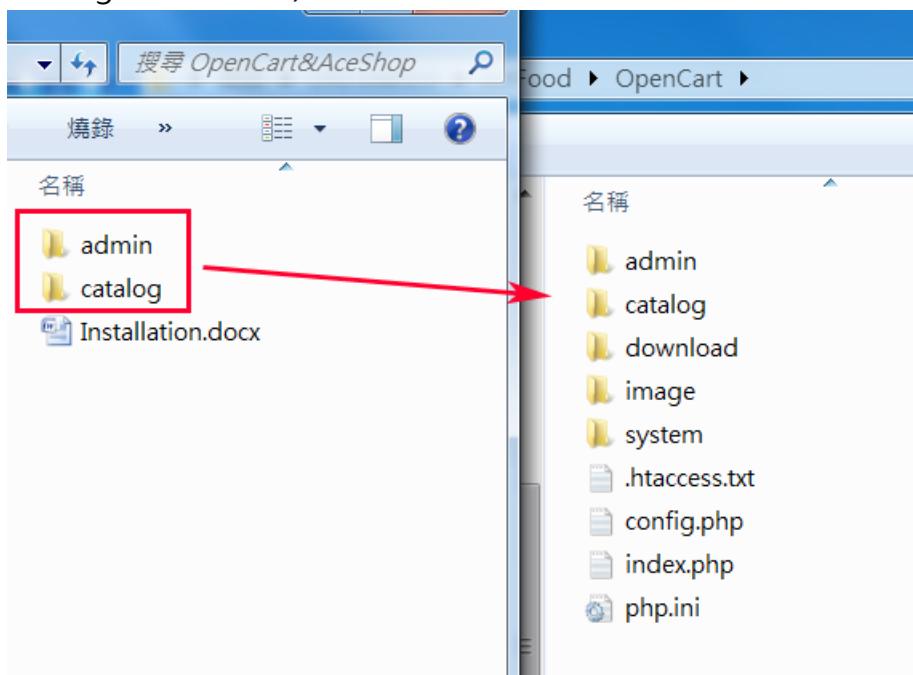 搜尋 OpenCart&AceShop
Food ▸ OpenCart ▸
燒錄 »
名稱
admin
catalog
Installation.docx
名稱
admin
catalog
download
image
system
.htaccess.txt
config.php
index.php
php.ini